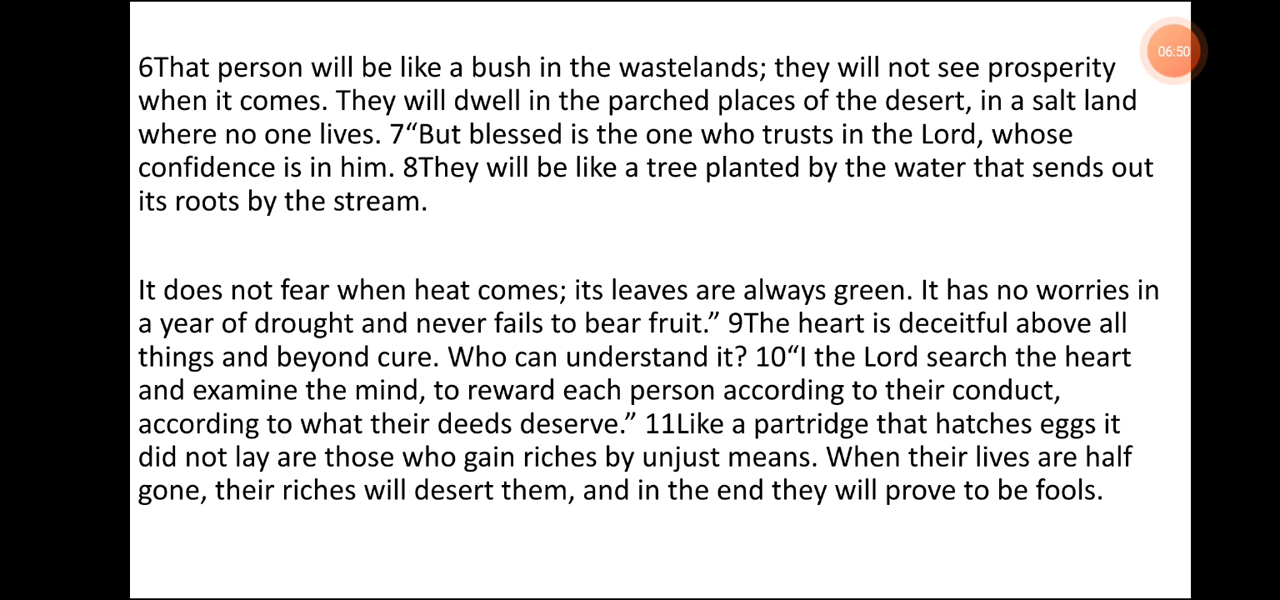 06:50
6That person will be like a bush in the wastelands; they will not see prosperity
when it comes. They will dwell in the parched places of the desert, in a salt land
where no one lives. 7“But blessed is the one who trusts in the Lord, whose
confidence is in him. 8They will be like a tree planted by the water that sends out
its roots by the stream.
It does not fear when heat comes; its leaves are always green. It has no worries in
a year of drought and never fails to bear fruit.” 9The heart is deceitful above all
things and beyond cure. Who can understand it? 10“I the Lord search the heart
and examine the mind, to reward each person according to their conduct,
according to what their deeds deserve.” 11Like a partridge that hatches eggs it
did not lay are those who gain riches by unjust means. When their lives are half
gone, their riches will desert them, and in the end they will prove to be fools.